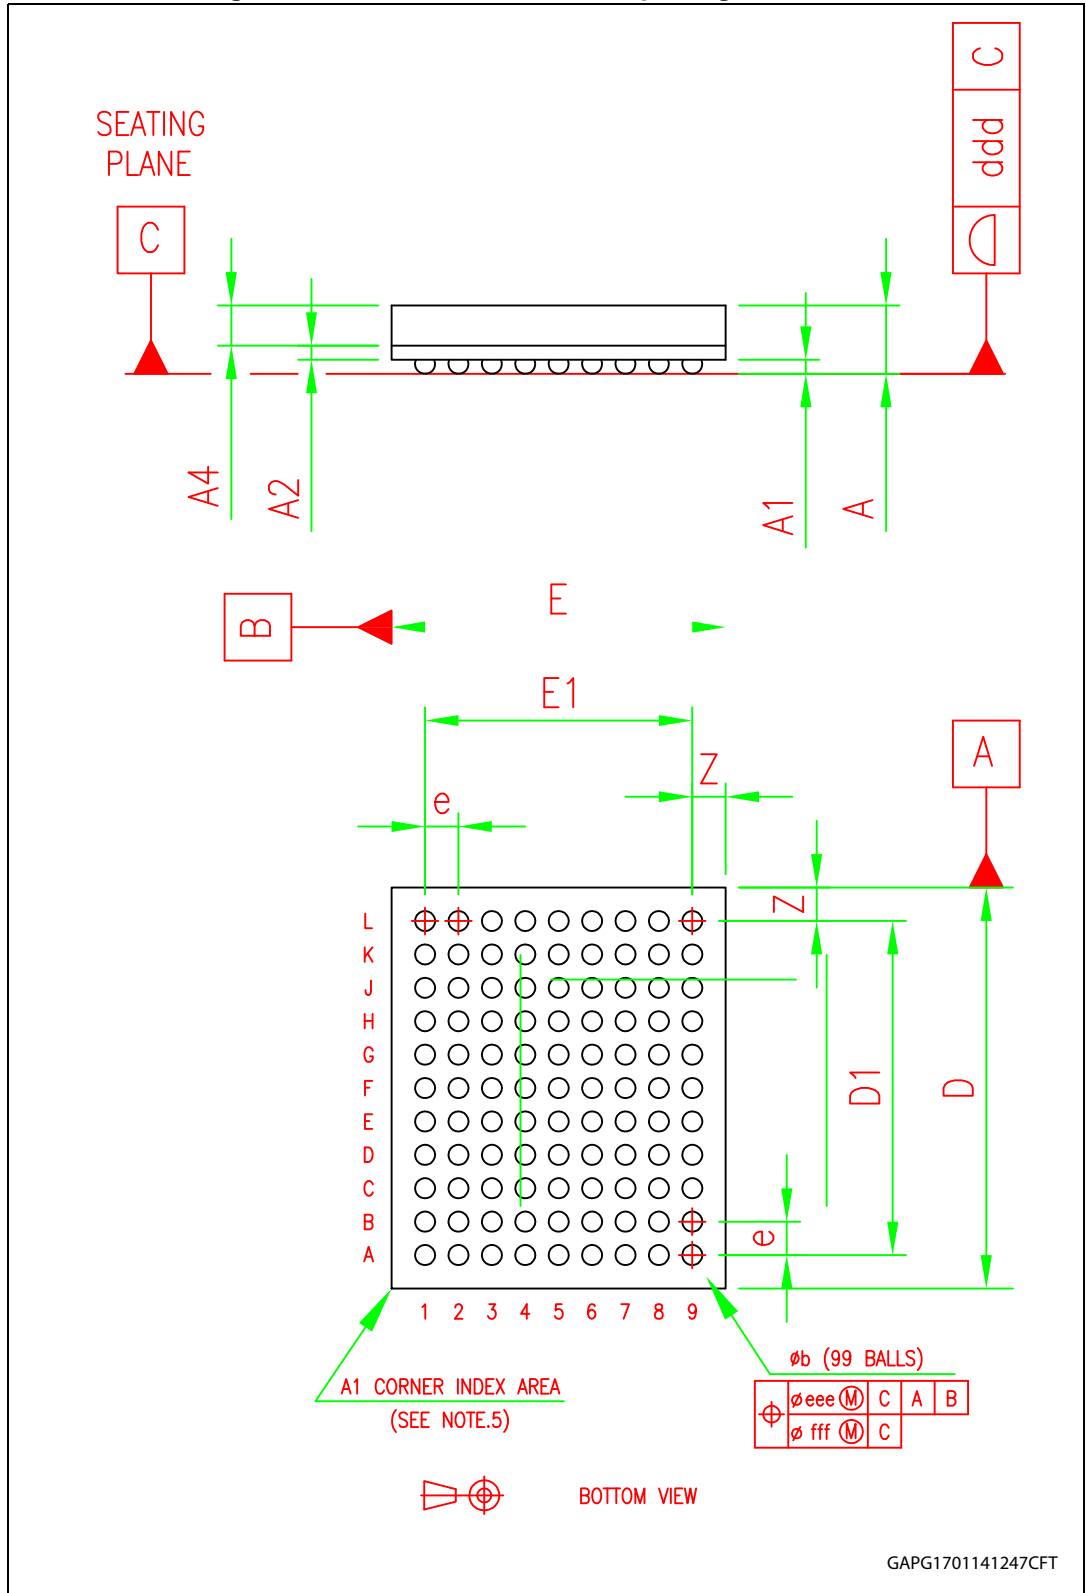 SEATING
PLANE
C
C
ddd
A4
A2
A1
A
B
E
E1
Z
A
e
Z
L
K
J
H
G
F
E
D
C
B
A
D1
D
e
1 2 3 4 5 6 7 8 9
A1 CORNER INDEX AREA
(SEE NOTE.5)
øb (99 BALLS)
ø eee Ⓜ C A B
ø fff Ⓜ C
BOTTOM VIEW
GAPG1701141247CFT